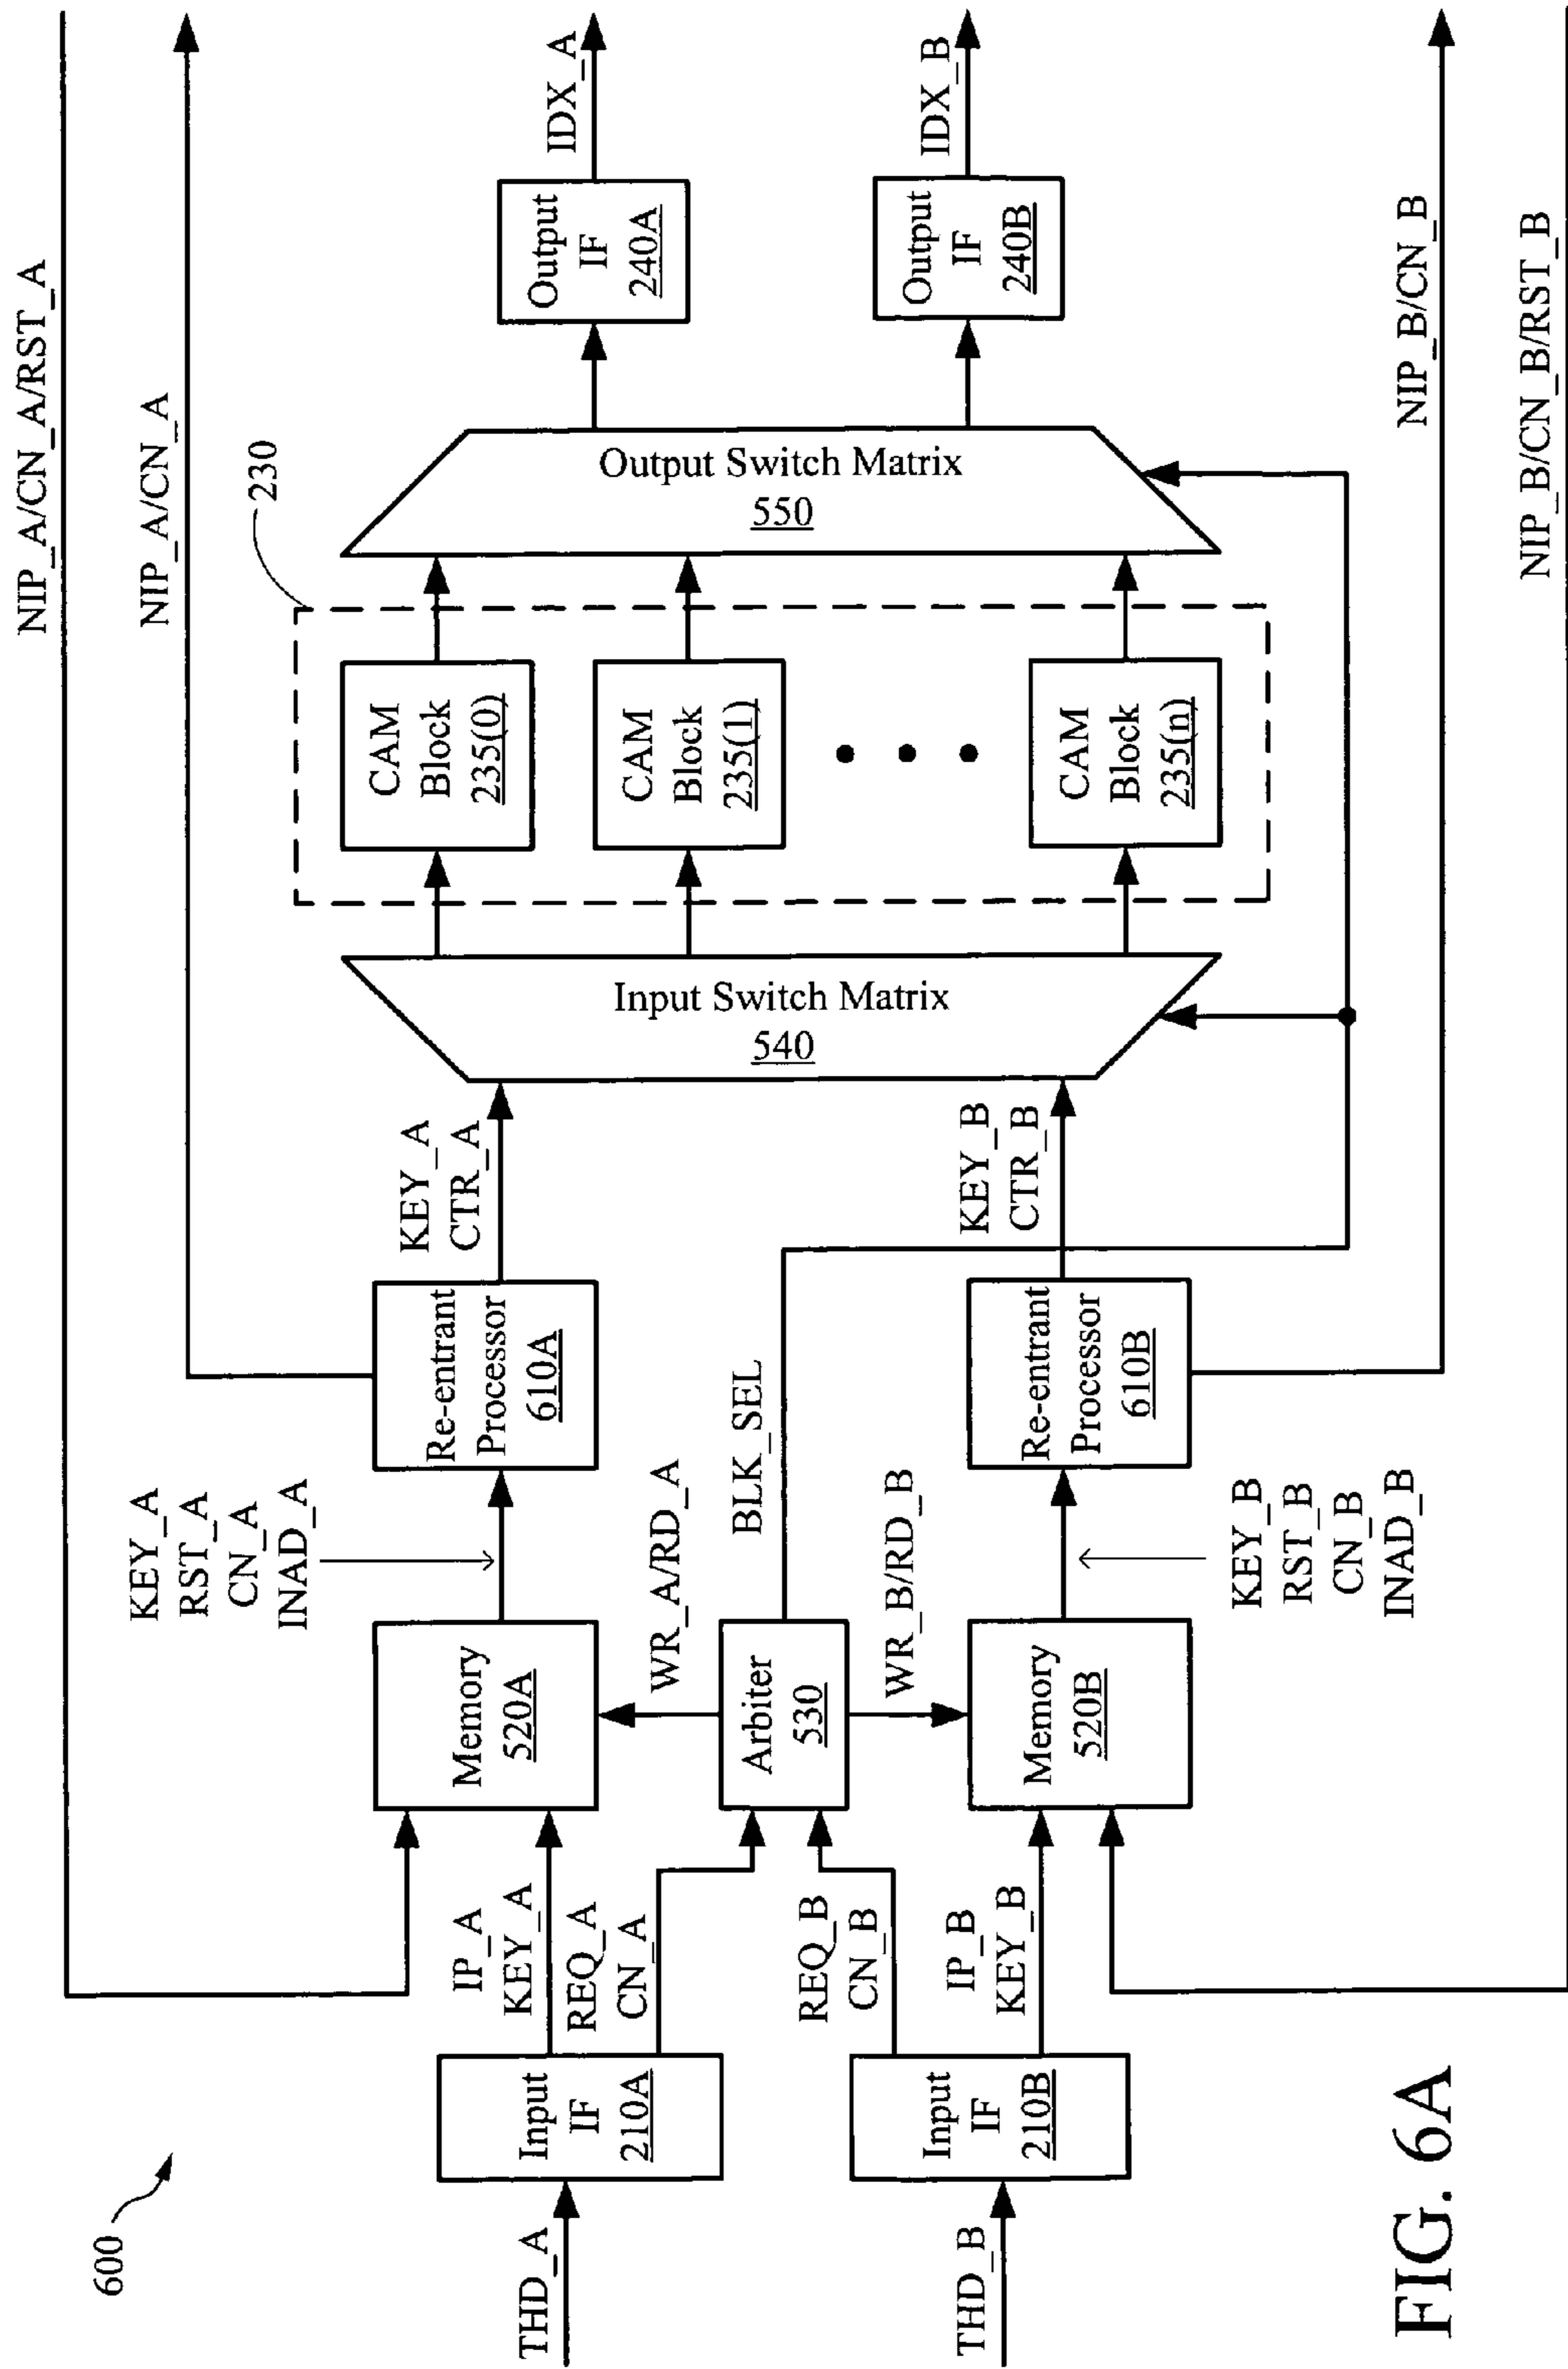 600
NIP_A/CN_A/RST_A
NIP_A/CN_A
THD_A
Input
IF
210A
IP_A
KEY_A
REQ_A
CN_A
Memory
520A
KEY_A
RST_A
CN_A
INAD_A
Re-entrant
Processor
610A
KEY_A
CTR_A
WR_A/RD_A
Arbiter
530
BLK_SEL
WR_B/RD_B
THD_B
Input
IF
210B
REQ_B
CN_B
IP_B
KEY_B
Memory
520B
KEY_B
RST_B
CN_B
INAD_B
Re-entrant
Processor
610B
KEY_B
CTR_B
Input Switch Matrix
540
230
CAM
Block
235(0)
CAM
Block
235(1)
CAM
Block
235(n)
Output Switch Matrix
550
Output
IF
240A
IDX_A
Output
IF
240B
IDX_B
NIP_B/CN_B
NIP_B/CN_B/RST_B
FIG. 6A